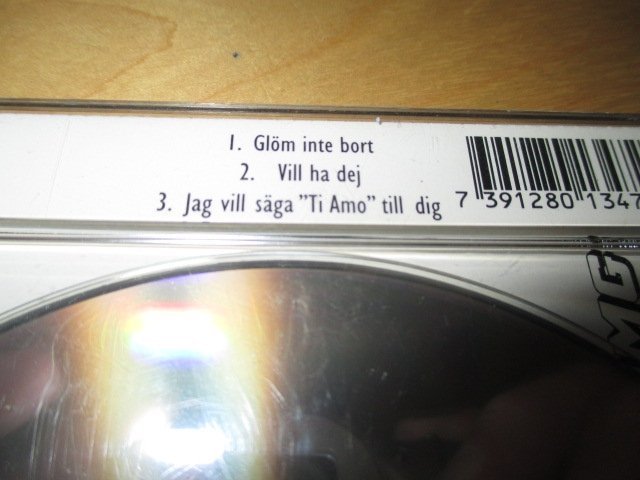 1. Glöm inte bort
2. Vill ha dej
3. Jag vill säga "Ti Amo" till dig
7 391280 1347
MG